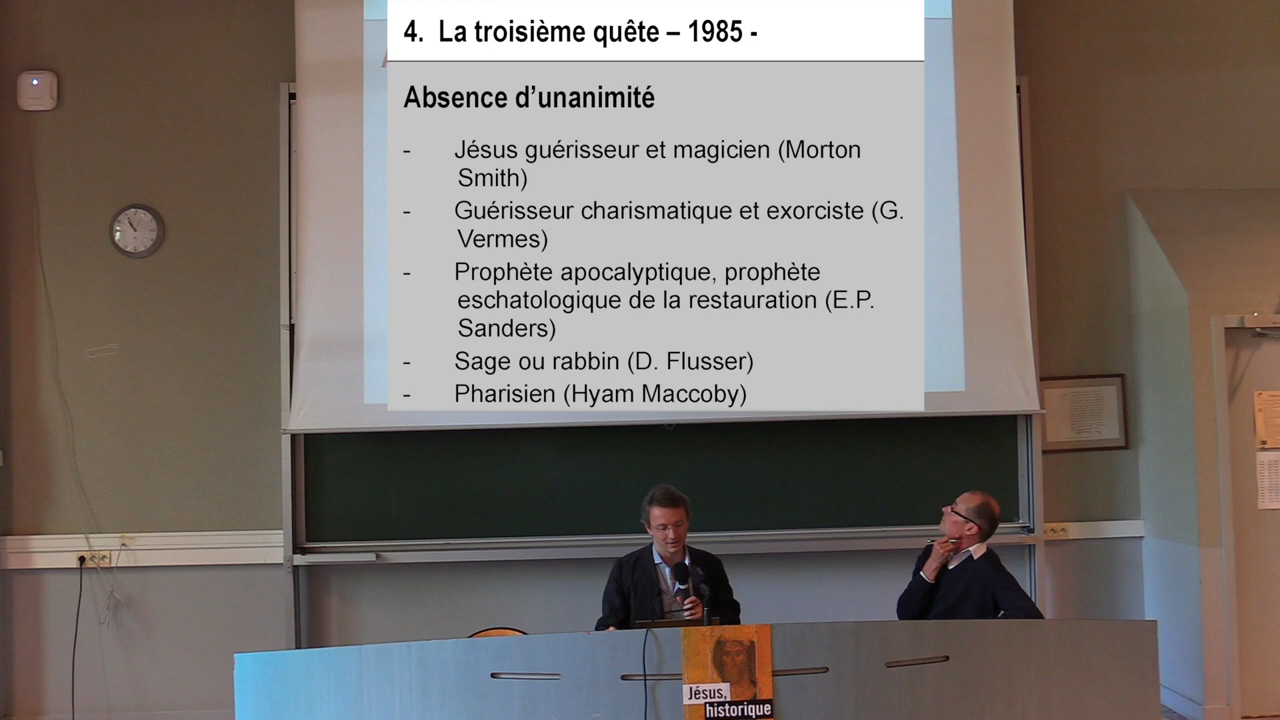 4. La troisième quête – 1985 -
Absence d’unanimité
- Jésus guérisseur et magicien (Morton
Smith)
- Guérisseur charismatique et exorciste (G.
Vermes)
- Prophète apocalyptique, prophète
eschatologique de la restauration (E.P.
Sanders)
- Sage ou rabbin (D. Flusser)
- Pharisien (Hyam Maccoby)
Jésus,
historique